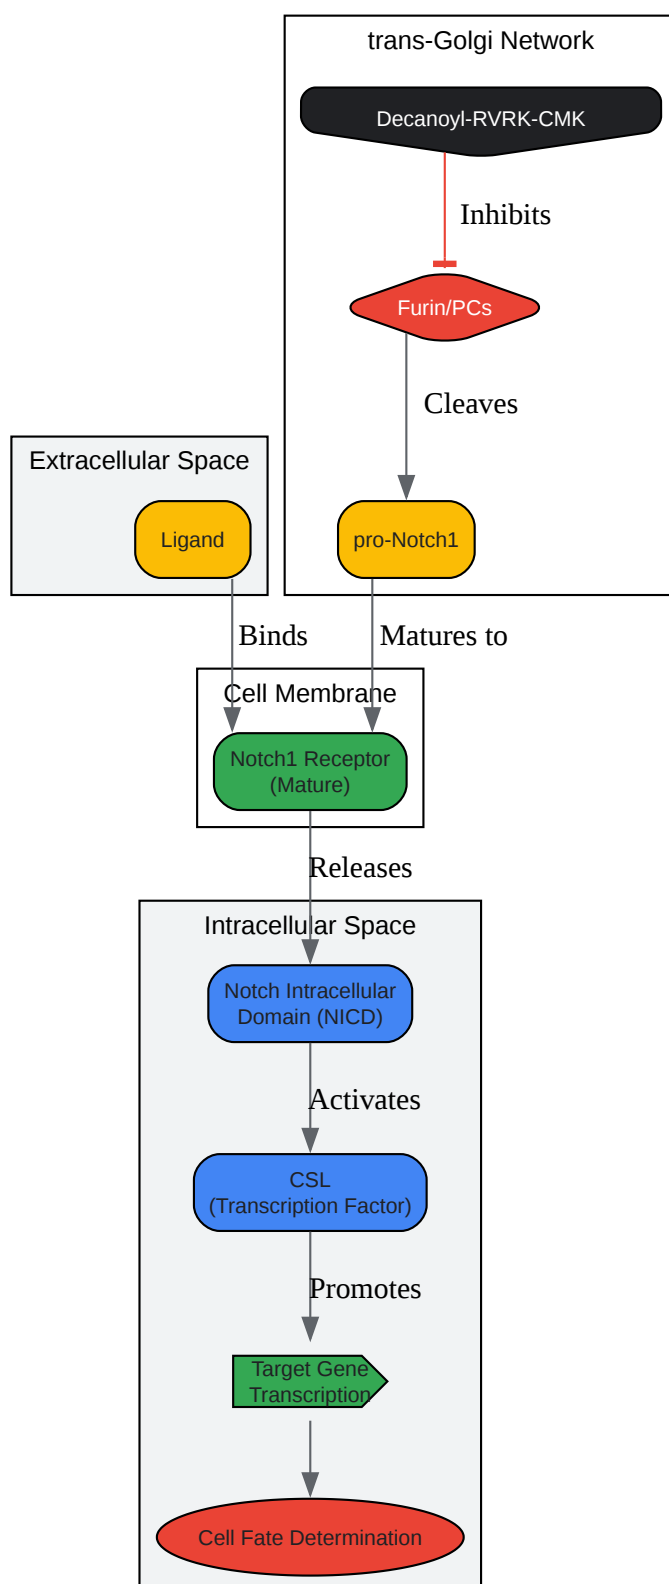 trans-Golgi Network
Decanoyl-RVRK-CMK
Inhibits
Furin/PCs
Cleaves
Extracellular Space
Ligand
pro-Notch1
Binds
Matures to
Cell Membrane
Notch1 Receptor
(Mature)
Releases
Intracellular Space
Notch Intracellular
Domain (NICD)
Activates
CSL
(Transcription Factor)
Promotes
Target Gene
Transcription
Cell Fate Determination